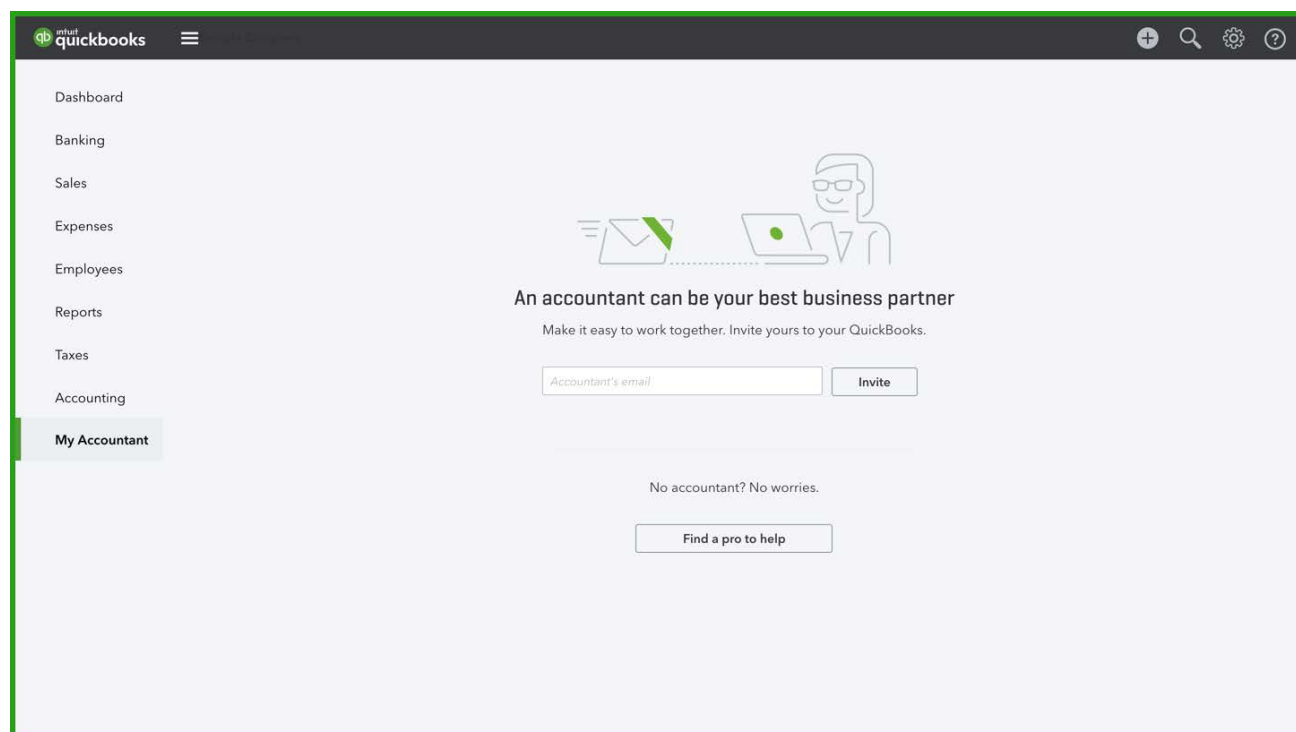 intuit
quickbooks
Dashboard
Banking
Sales
Expenses
Employees
Reports
Taxes
Accounting
My Accountant
An accountant can be your best business partner
Make it easy to work together. Invite yours to your QuickBooks.
Accountant's email
Invite
No accountant? No worries.
Find a pro to help